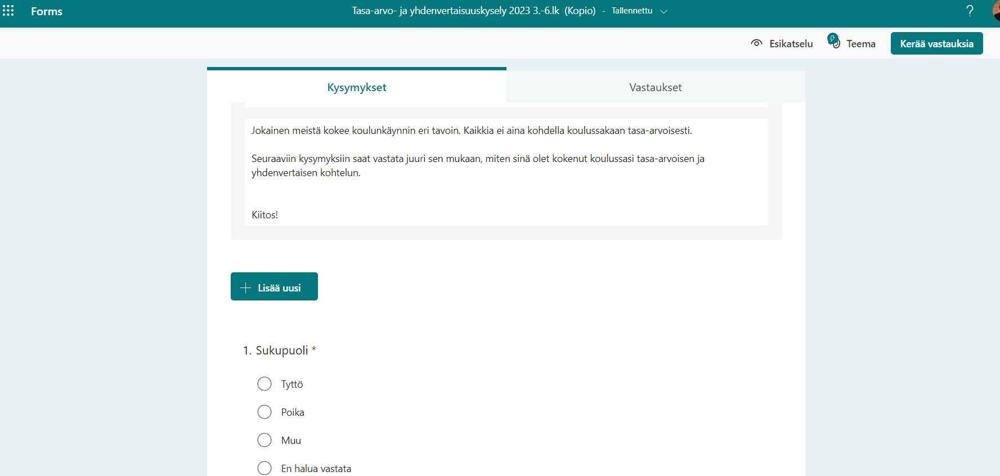 Forms
Tasa-arvo- ja yhdenvertaisuuskysely 2023 3.-6.lk (Kopio) - Tallennettu
?
Esikatselu
Teema
Kerää vastauksia
Kysymykset
Vastaukset
Jokainen meistä kokee koulunkäynnin eri tavoin. Kaikkia ei aina kohdella koulussakaan tasa-arvoisesti.
Seuraaviin kysymyksiin saat vastata juuri sen mukaan, miten sinä olet kokenut koulussasi tasa-arvoisen ja
yhdenvertaisen kohtelun.
Kiitos!
Lisää uusi
1. Sukupuoli *
Tyttö
Poika
Muu
En halua vastata